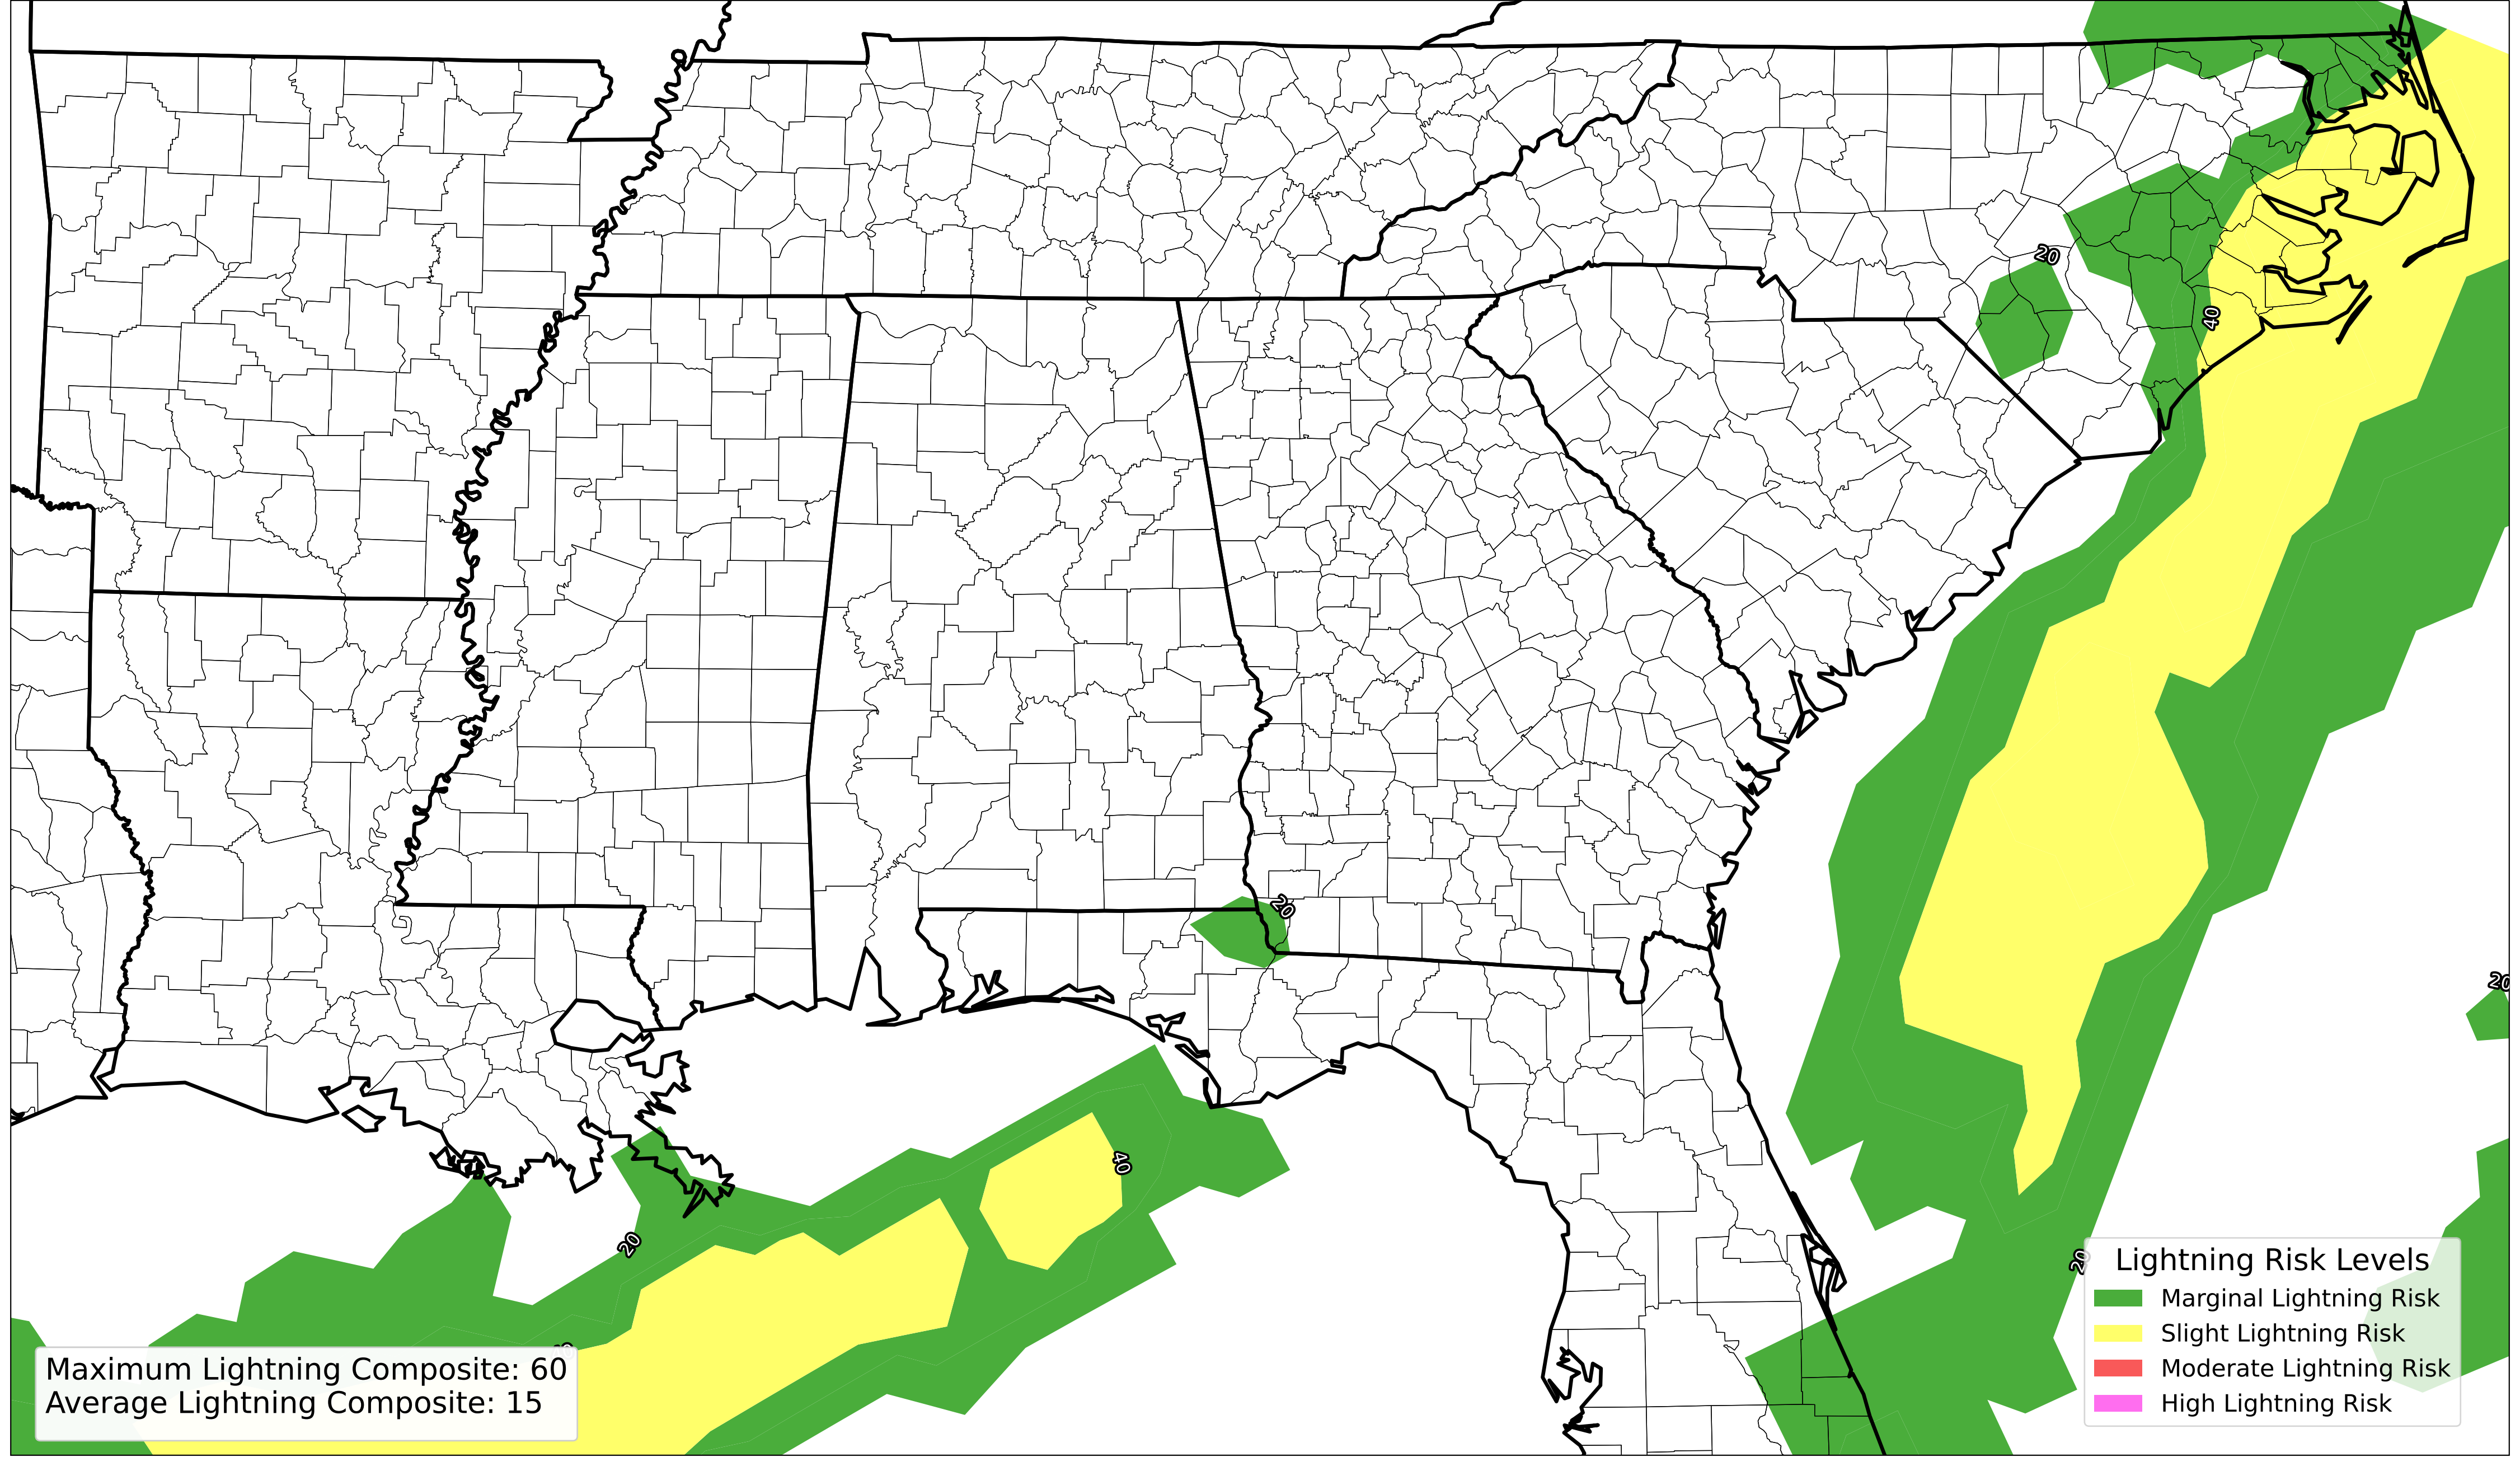 20
40
20
20
40
20
20
Maximum Lightning Composite: 60
Average Lightning Composite: 15
Lightning Risk Levels
Marginal Lightning Risk
Slight Lightning Risk
Moderate Lightning Risk
High Lightning Risk